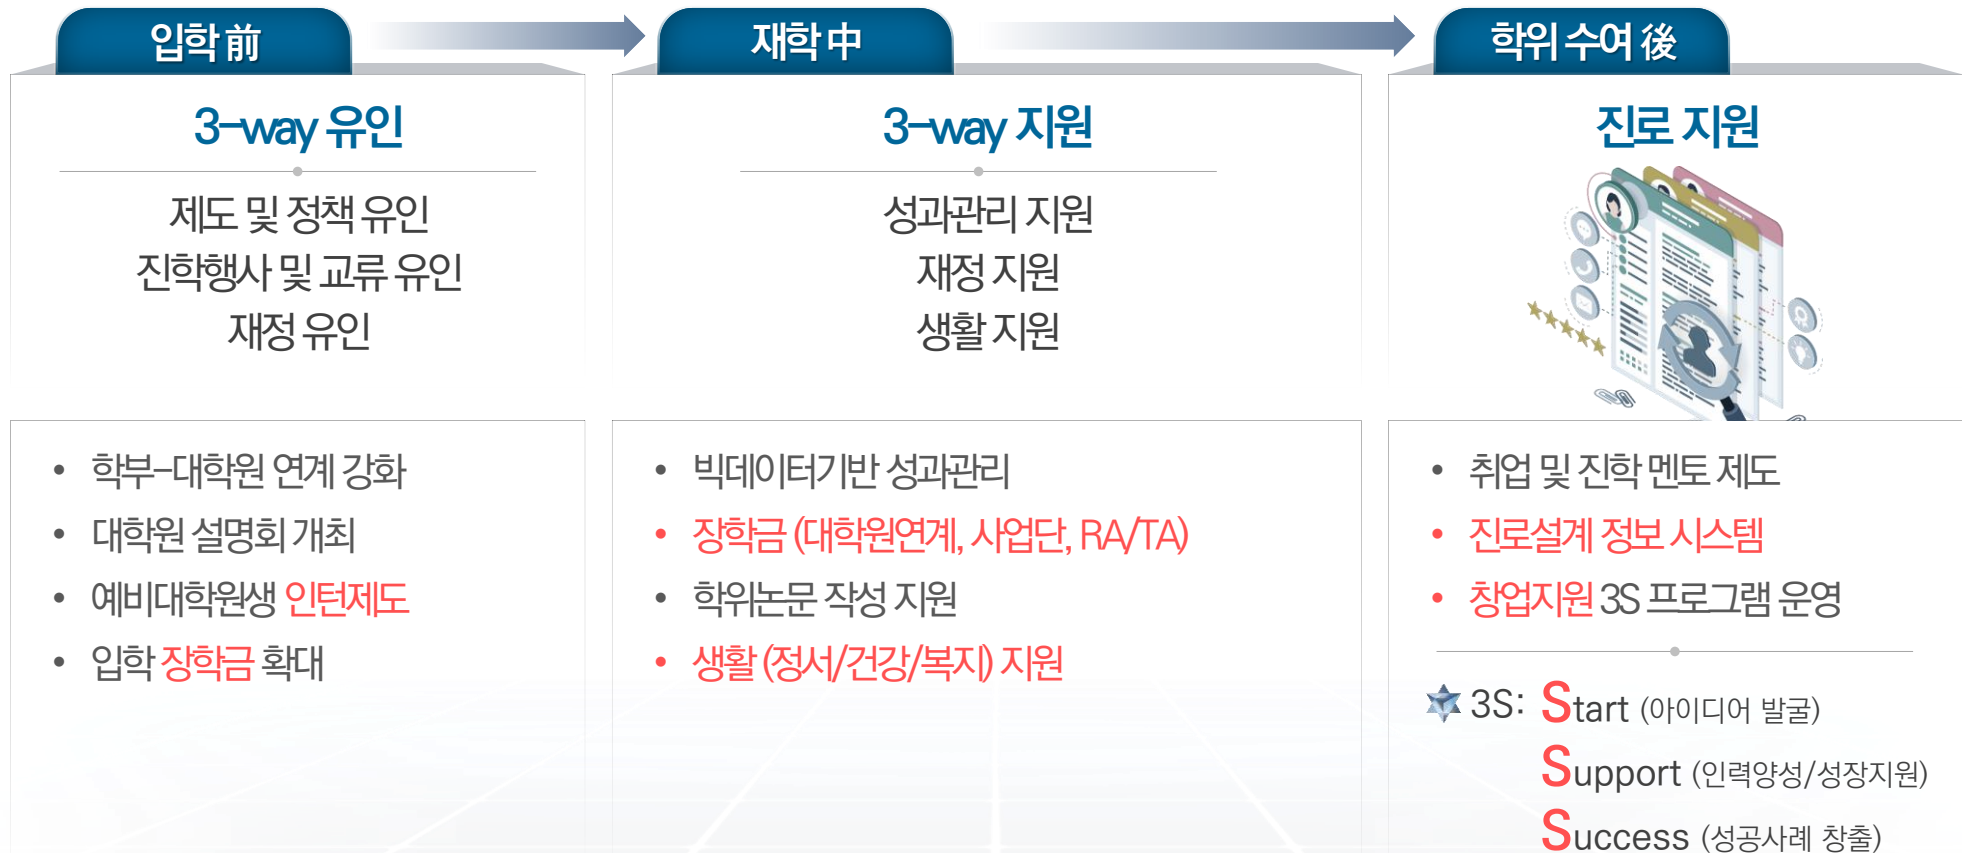 입학 前
재학 中
학위 수여 後
3-way 유인
제도 및 정책 유인
진학행사 및 교류 유인
재정 유인
3-way 지원
성과관리 지원
재정 지원
생활 지원
진로 지원
• 학부-대학원 연계 강화
• 대학원 설명회 개최
• 예비대학원생 인턴제도
• 입학 장학금 확대
• 빅데이터기반 성과관리
• 장학금 (대학원연계, 사업단, RA/TA)
• 학위논문 작성 지원
• 생활 (정서/건강/복지) 지원
• 취업 및 진학 멘토 제도
• 진로설계 정보 시스템
• 창업지원 3S 프로그램 운영
3S: Start (아이디어 발굴)
Support (인력양성/성장지원)
Success (성공사례 창출)